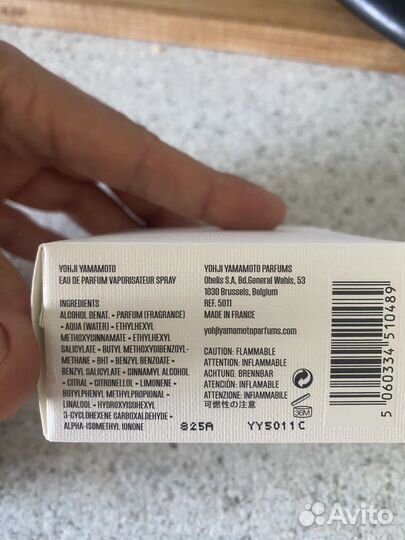 YOHJI YAMAMOTO
EAU DE PARFUM VAPORISATEUR SPRAY
INGREDIENTS
ALCOHOL DENAT. • PARFUM (FRAGRANCE)
• AQUA (WATER) • ETHYLHEXYL
METHOXYCINNAMATE • ETHYLHEXYL
SALICYLATE • BUTYL METHOXYDIBENZOYL-
METHANE • BHT • BENZYL BENZOATE •
BENZYL SALICYLATE • CINNAMYL ALCOHOL
• CITRAL • CITRONELLOL • LIMONENE •
BUTYLPHENYL METHYLPROPIONAL •
LINALOOL • HYDROXYISOHEXYL
3-CYCLOHEXENE CARBOXALDEHYDE •
ALPHA-ISOMETHYL IONONE
YOHJI YAMAMOTO PARFUMS
Obelis S.A, Bd.General Wahis, 53
1030 Brussels, Belgium
REF. 5011
MADE IN FRANCE
yohjiyamamotoparfums.com
CAUTION: FLAMMABLE
ATTENTION: INFLAMMABLE
ACHTUNG: BRENNBAR
ATENCIÓN: INFLAMABLE
ATTENZIONE: INFIAMMABILE
可燃性の注意
36M
825A
YY5011C
5060334510489
Avito